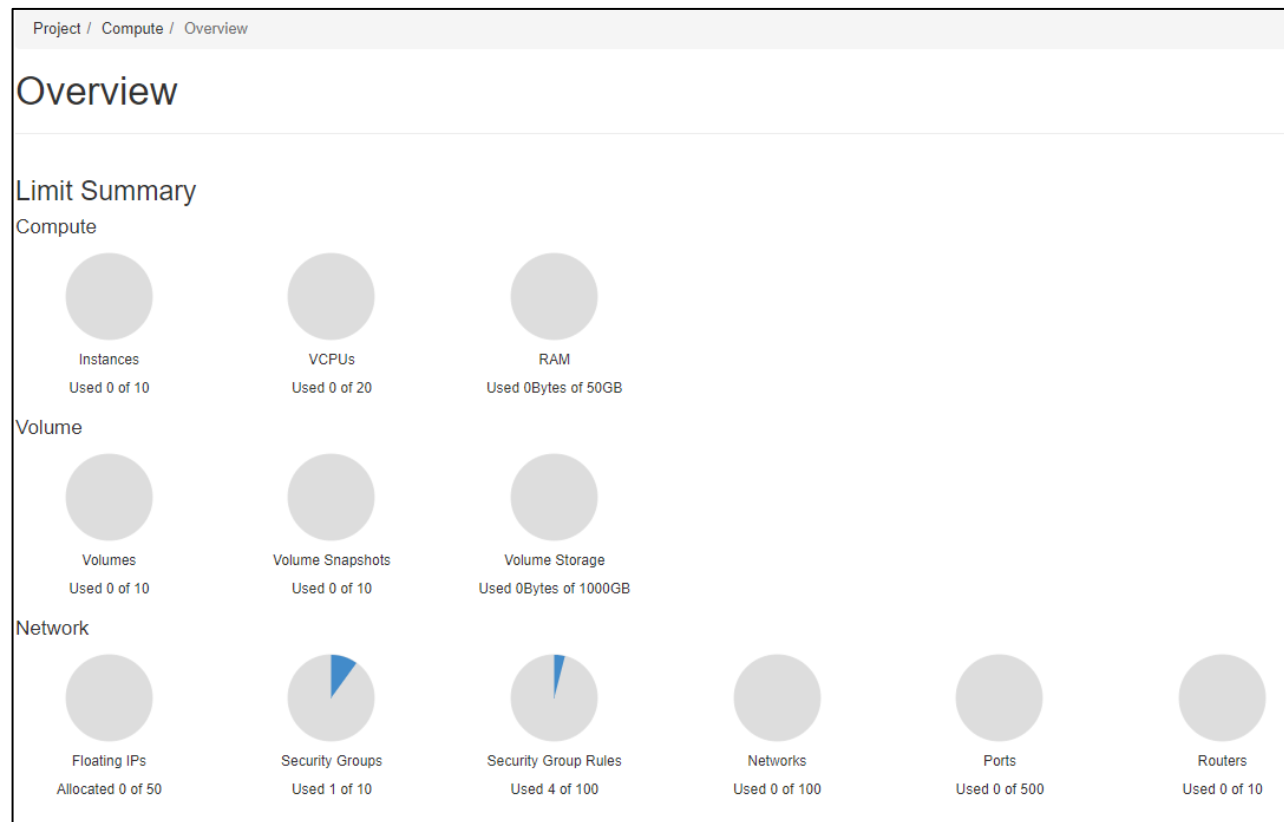 Project / Compute / Overview
Overview
Limit Summary
Compute
Instances
Used 0 of 10
VCPUs
Used 0 of 20
RAM
Used 0Bytes of 50GB
Volume
Volumes
Used 0 of 10
Volume Snapshots
Used 0 of 10
Volume Storage
Used 0Bytes of 1000GB
Network
Floating IPs
Allocated 0 of 50
Security Groups
Used 1 of 10
Security Group Rules
Used 4 of 100
Networks
Used 0 of 100
Ports
Used 0 of 500
Routers
Used 0 of 10